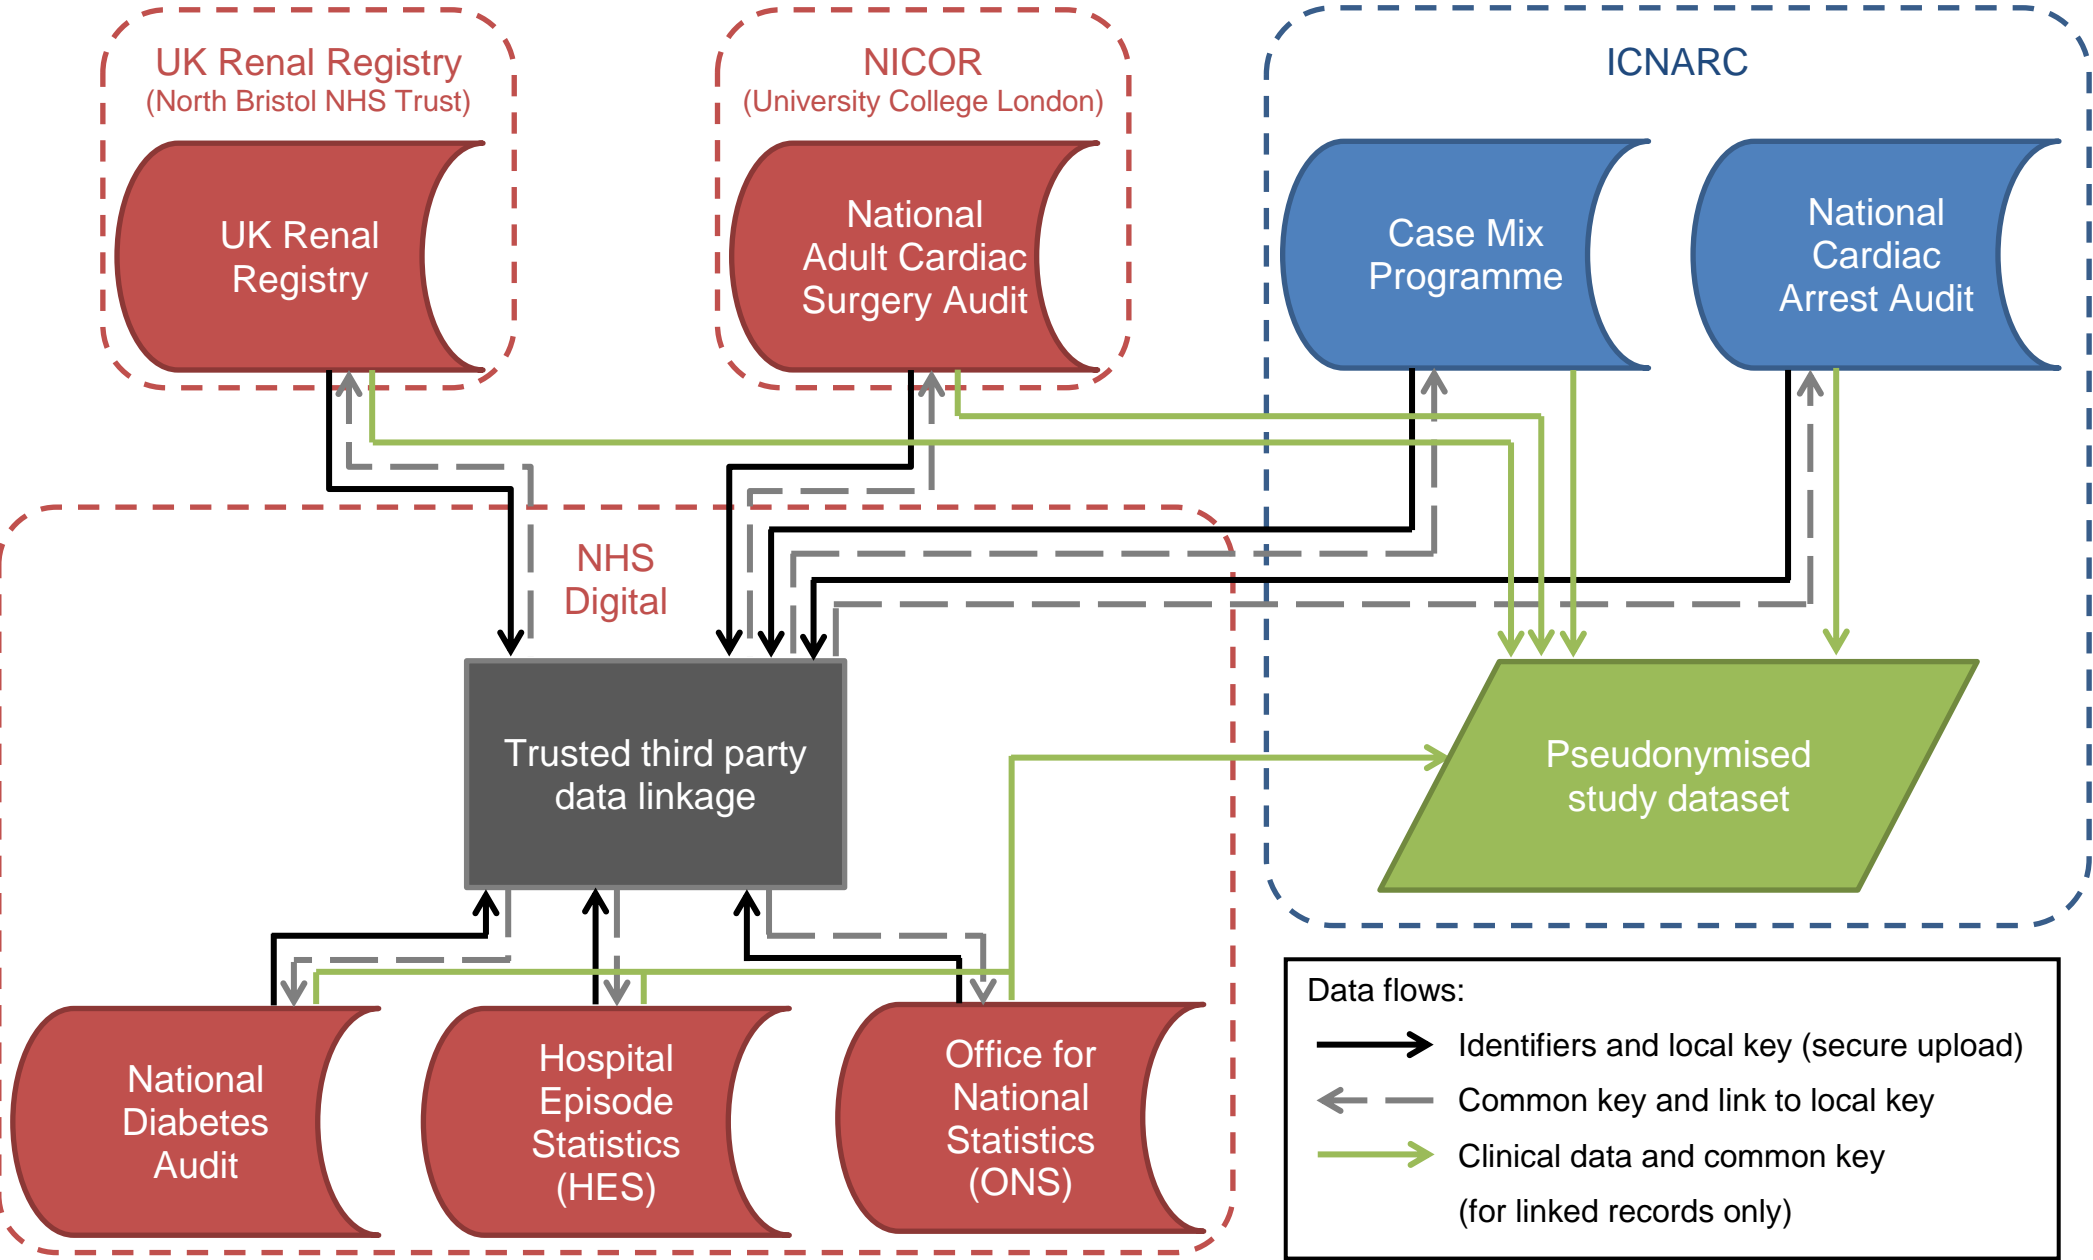 UK Renal Registry
(North Bristol NHS Trust)
NICOR
(University College London)
ICNARC
UK Renal
Registry
National
Adult Cardiac
Surgery Audit
Case Mix
Programme
National
Cardiac
Arrest Audit
NHS
Digital
Trusted third party
data linkage
Pseudonymised
study dataset
National
Diabetes
Audit
Hospital
Episode
Statistics
(HES)
Office for
National
Statistics
(ONS)
Data flows:
Identifiers and local key (secure upload)
Common key and link to local key
Clinical data and common key
(for linked records only)